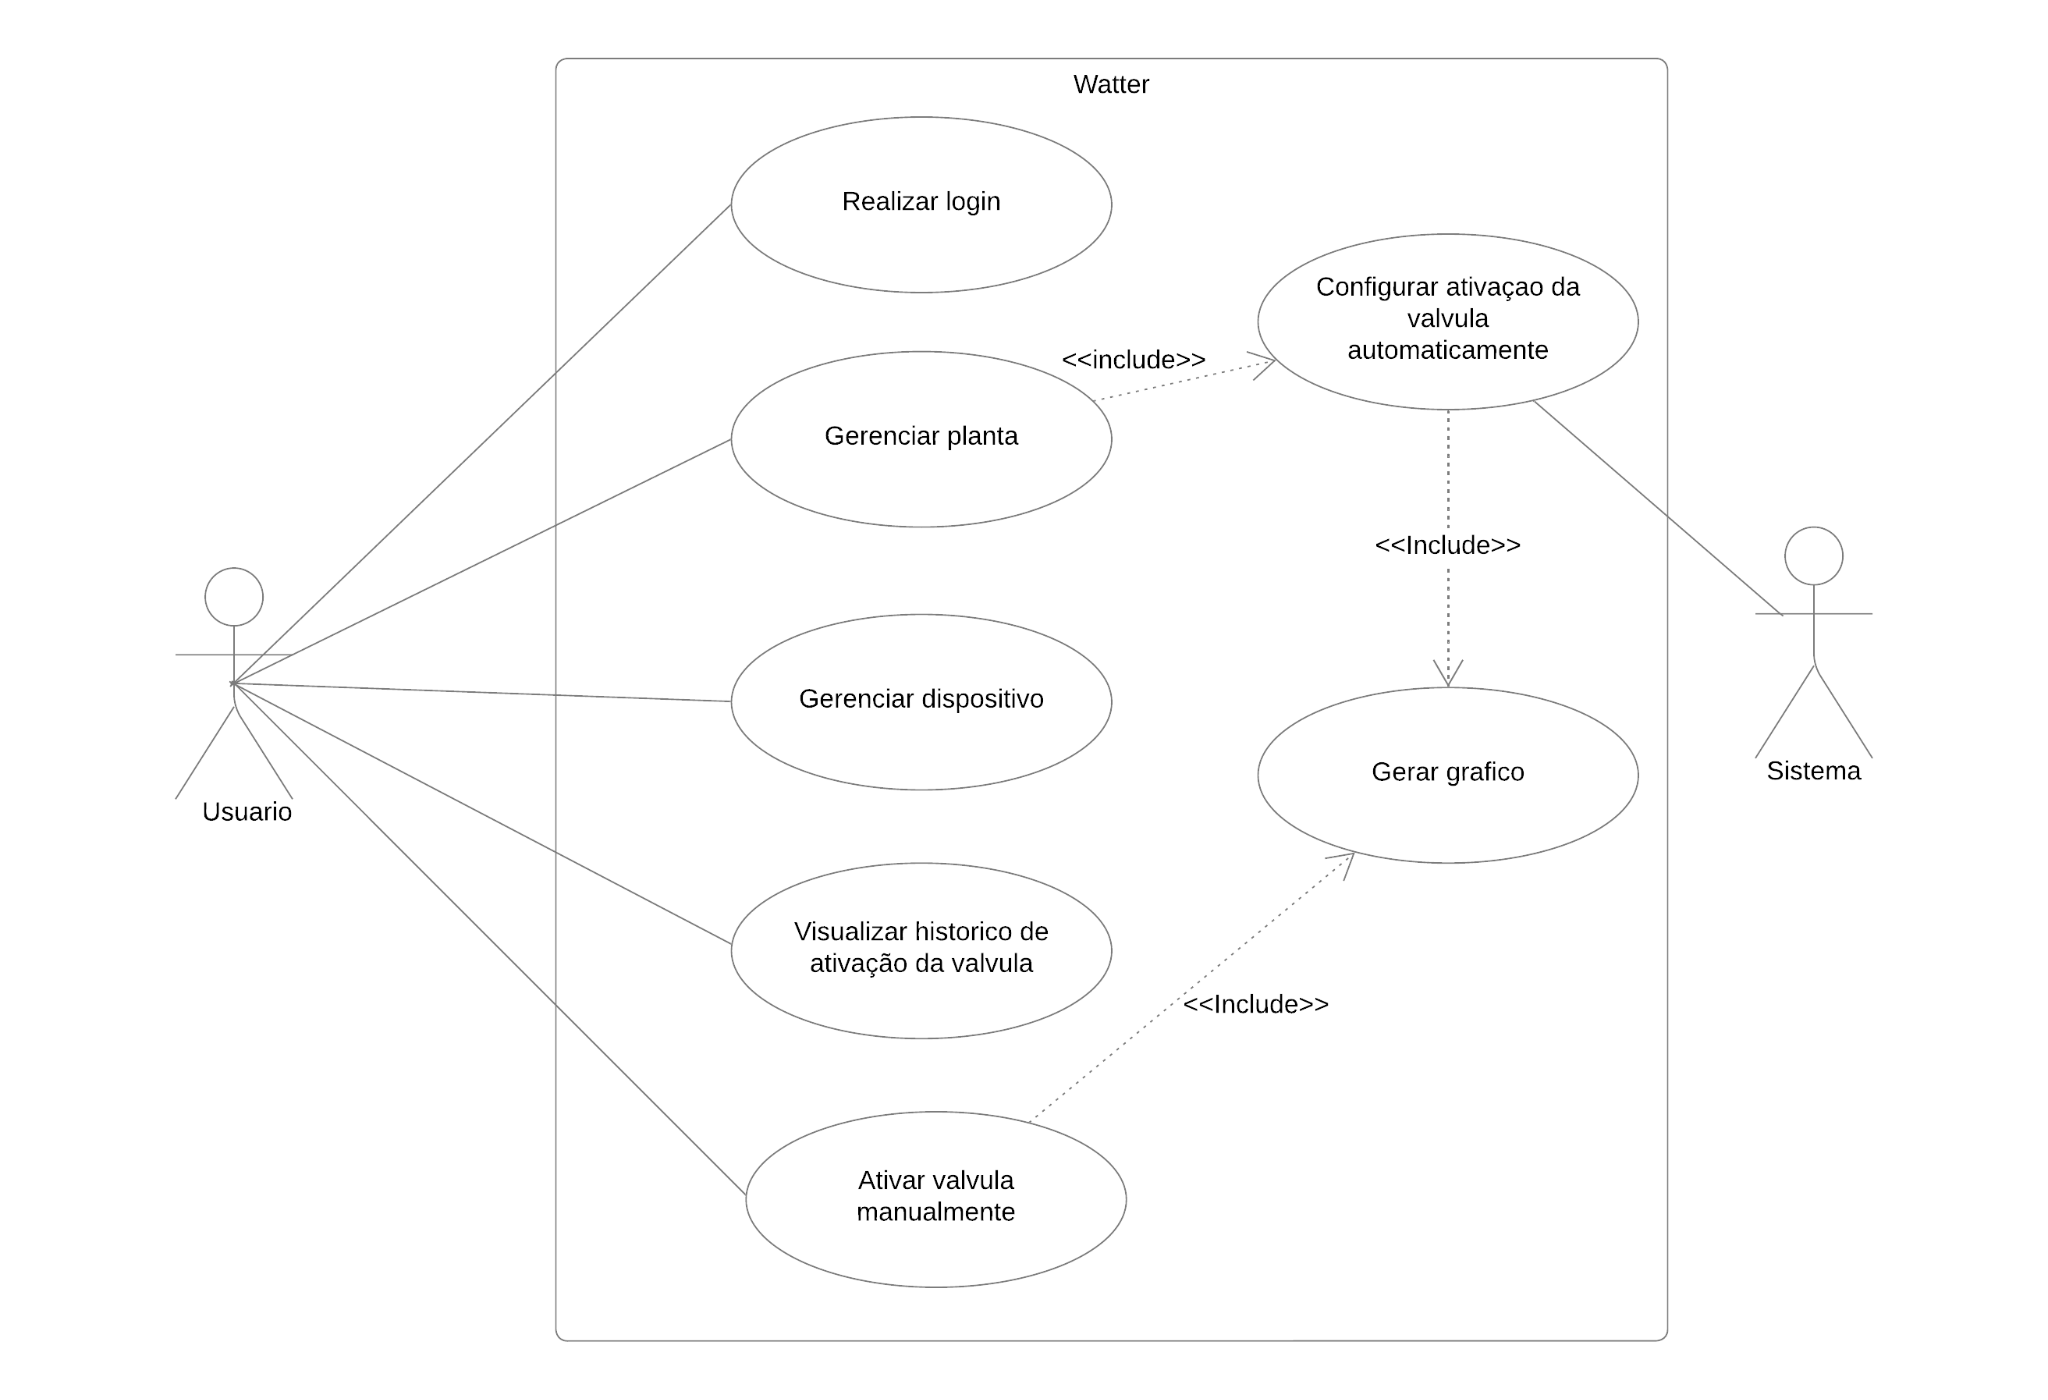 Watter
Realizar login
Configurar ativaçao da
valvula
automaticamente
<<include>>
Gerenciar planta
<<Include>>
Gerenciar dispositivo
Sistema
Gerar grafico
Usuario
Visualizar historico de
ativação da valvula
<<Include>>
Ativar valvula
manualmente